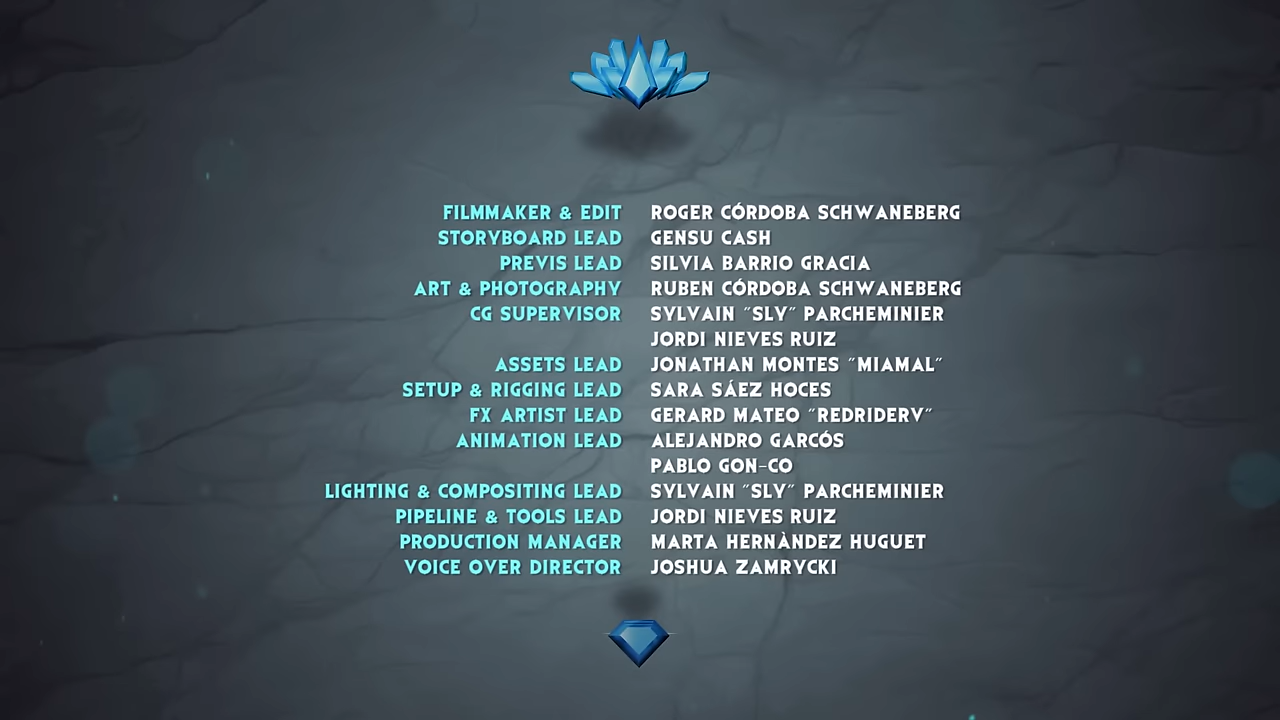 FILMMAKER & EDIT ROGER CÓRDOBA SCHWANEBERG
STORYBOARD LEAD GENSU CASH
PREVIS LEAD SILVIA BARRIO GRACIA
ART & PHOTOGRAPHY RUBEN CÓRDOBA SCHWANEBERG
CG SUPERVISOR SYLVAIN "SLY" PARCHEMINIER
JORDI NIEVES RUIZ
ASSETS LEAD JONATHAN MONTES "MIAMAL"
SETUP & RIGGING LEAD SARA SÁEZ HOCES
FX ARTIST LEAD GERARD MATEO "REDRIDERV"
ANIMATION LEAD ALEJANDRO GARCÓS
PABLO GON-CO
LIGHTING & COMPOSITING LEAD SYLVAIN "SLY" PARCHEMINIER
PIPELINE & TOOLS LEAD JORDI NIEVES RUIZ
PRODUCTION MANAGER MARTA HERNÀNDEZ HUGUET
VOICE OVER DIRECTOR JOSHUA ZAMRYCKI